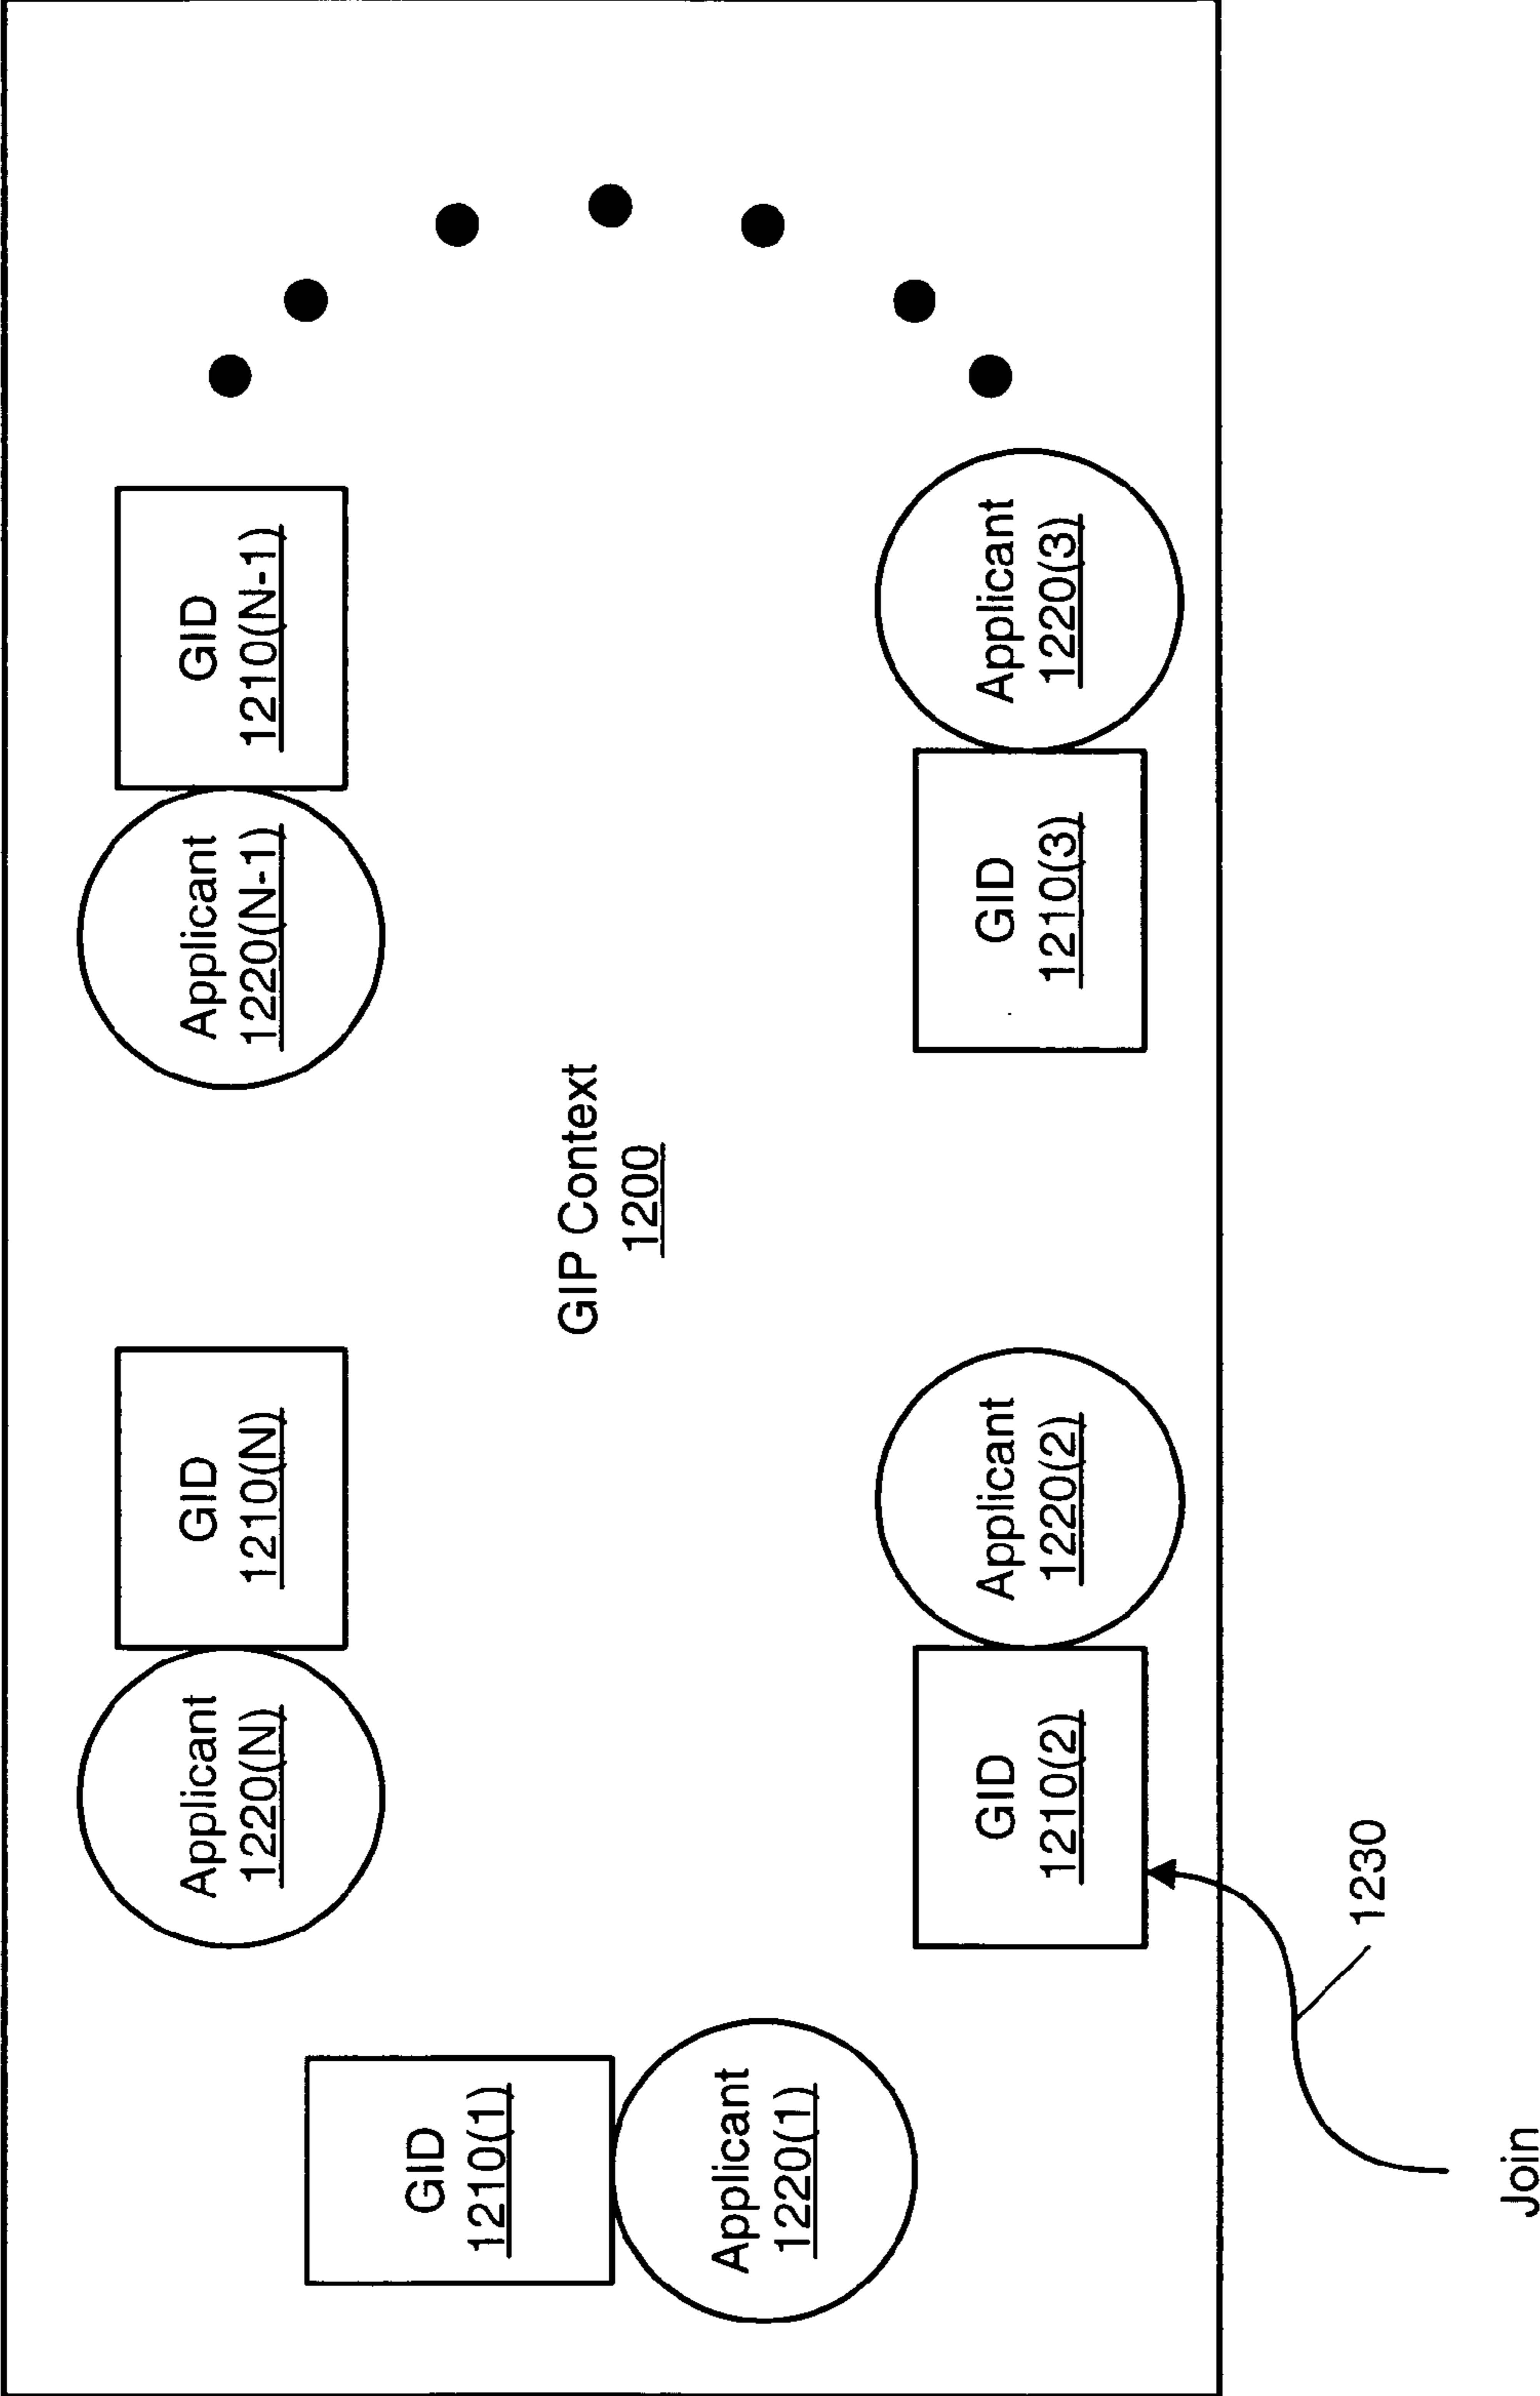 Applicant
1220(N)
GID
1210(N)
Applicant
1220(N-1)
GID
1210(N-1)
GID
1210(1)
Applicant
1220(1)
GIP Context
1200
GID
1210(2)
Applicant
1220(2)
GID
1210(3)
Applicant
1220(3)
1230
Join